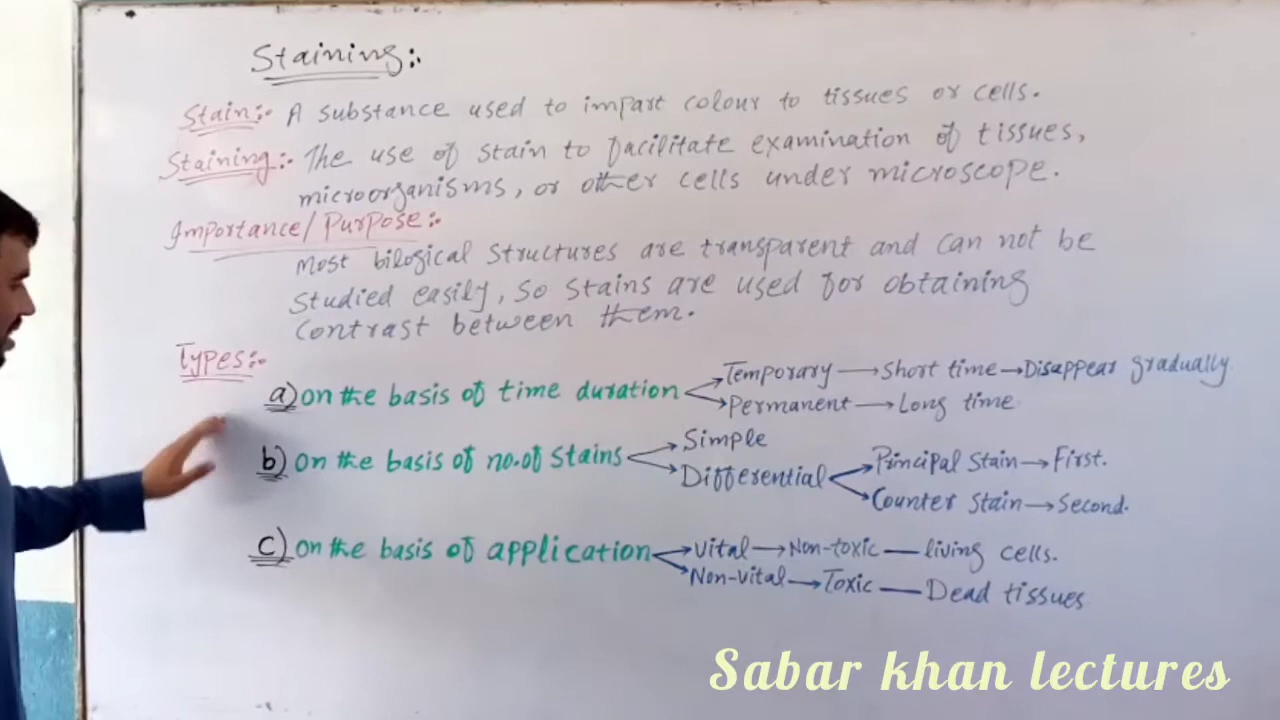 Staining:-
Stain:- A substance used to impart colour to tissues or cells.
Staining:- The use of stain to facilitate examination of tissues,
microorganisms, or other cells under microscope.
Importance/Purpose:-
Most bilogical structures are transparent and can not be
studied easily, so stains are used for obtaining
contrast between them.
Types:-
a) on the basis of time duration → Temporary → Short time → Disappear gradually
→ Permanent → Long time
b) on the basis of no. of stains → Simple
→ Differential → Principal stain → First.
→ Counter stain → Second.
c) on the basis of application → Vital → Non-toxic — living cells.
→ Non-vital → Toxic — Dead tissues
Sabar khan lectures